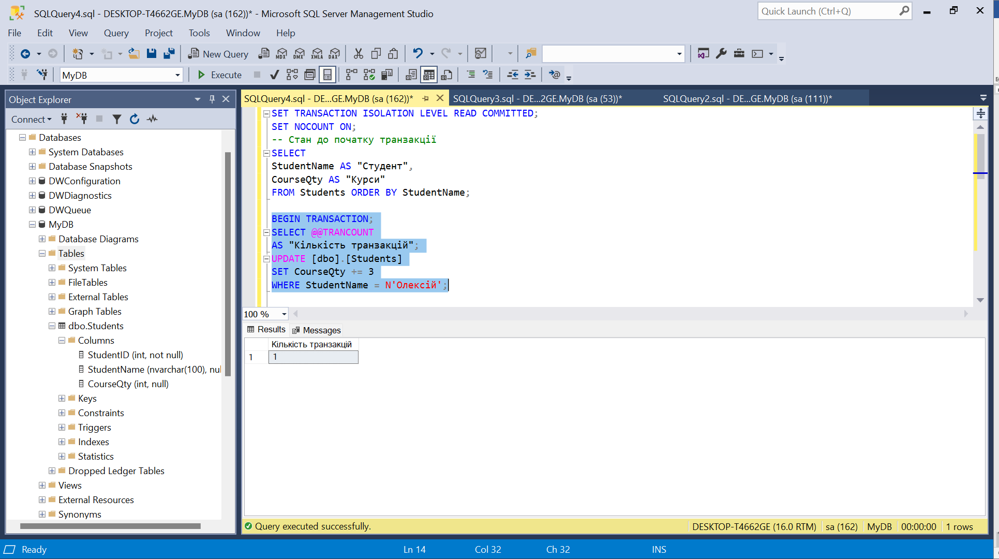 SQLQuery4.sql - DESKTOP-T4662GE.MyDB (sa (162))* - Microsoft SQL Server Management Studio
Quick Launch (Ctrl+Q)
File Edit View Query Project Tools Window Help
New Query MDX DMX XMLA DAX
MyDB Execute
Object Explorer
Connect
Databases
System Databases
Database Snapshots
DWConfiguration
DWDiagnostics
DWQueue
MyDB
Database Diagrams
Tables
System Tables
FileTables
External Tables
Graph Tables
dbo.Students
Columns
StudentID (int, not null)
StudentName (nvarchar(100), nul
CourseQty (int, null)
Keys
Constraints
Triggers
Indexes
Statistics
Dropped Ledger Tables
Views
External Resources
Synonyms
SQLQuery4.sql - DE...GE.MyDB (sa (162))* SQLQuery3.sql - DE...2GE.MyDB (sa (53))* SQLQuery2.sql - DE...GE.MyDB (sa (111))*
SET TRANSACTION ISOLATION LEVEL READ COMMITTED;
SET NOCOUNT ON;
-- Стан до початку транзакції
SELECT
StudentName AS "Студент",
CourseQty AS "Курси"
FROM Students ORDER BY StudentName;
BEGIN TRANSACTION;
SELECT @@TRANCOUNT
AS "Кількість транзакцій";
UPDATE [dbo].[Students]
SET CourseQty += 3
WHERE StudentName = N'Олексій';
100 %
Results Messages
Кількість транзакцій
1 1
Query executed successfully. DESKTOP-T4662GE (16.0 RTM) sa (162) MyDB 00:00:00 1 rows
Ready Ln 14 Col 32 Ch 32 INS